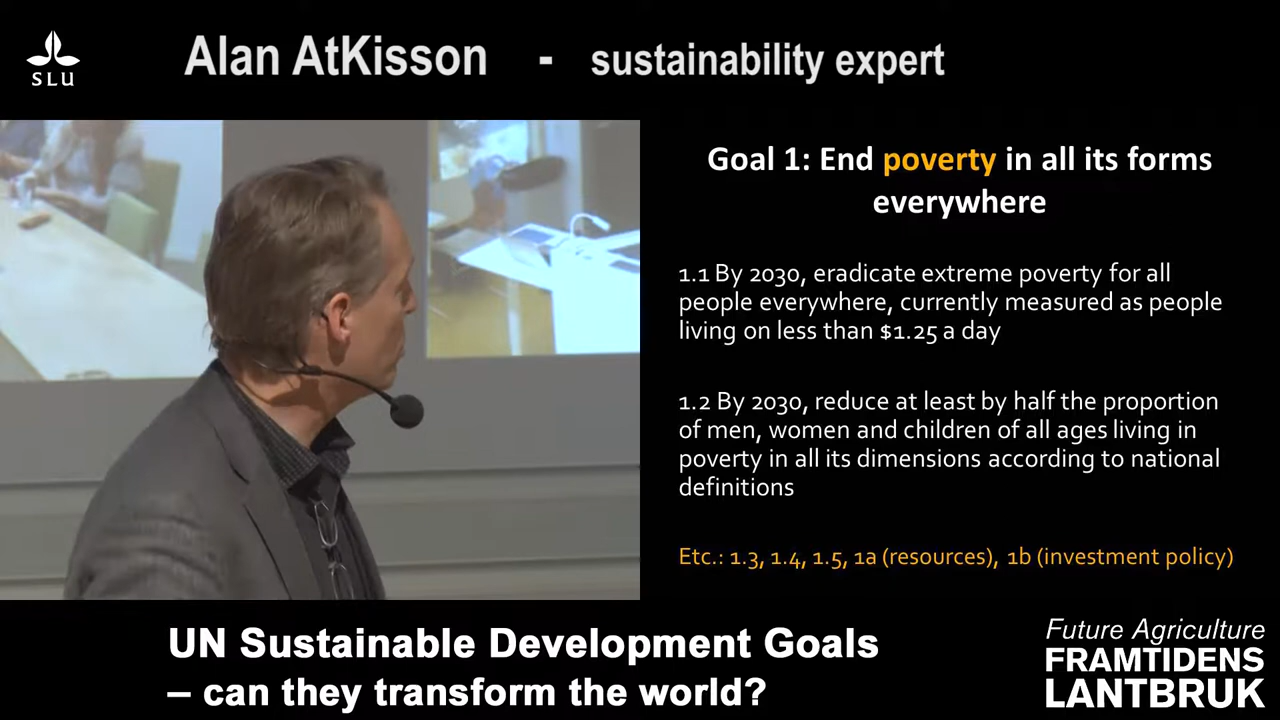 SLU
Alan AtKisson - sustainability expert
Goal 1: End poverty in all its forms
everywhere
1.1 By 2030, eradicate extreme poverty for all
people everywhere, currently measured as people
living on less than $1.25 a day
1.2 By 2030, reduce at least by half the proportion
of men, women and children of all ages living in
poverty in all its dimensions according to national
definitions
Etc.: 1.3, 1.4, 1.5, 1a (resources), 1b (investment policy)
UN Sustainable Development Goals
– can they transform the world?
Future Agriculture
FRAMTIDENS
LANTBRUK